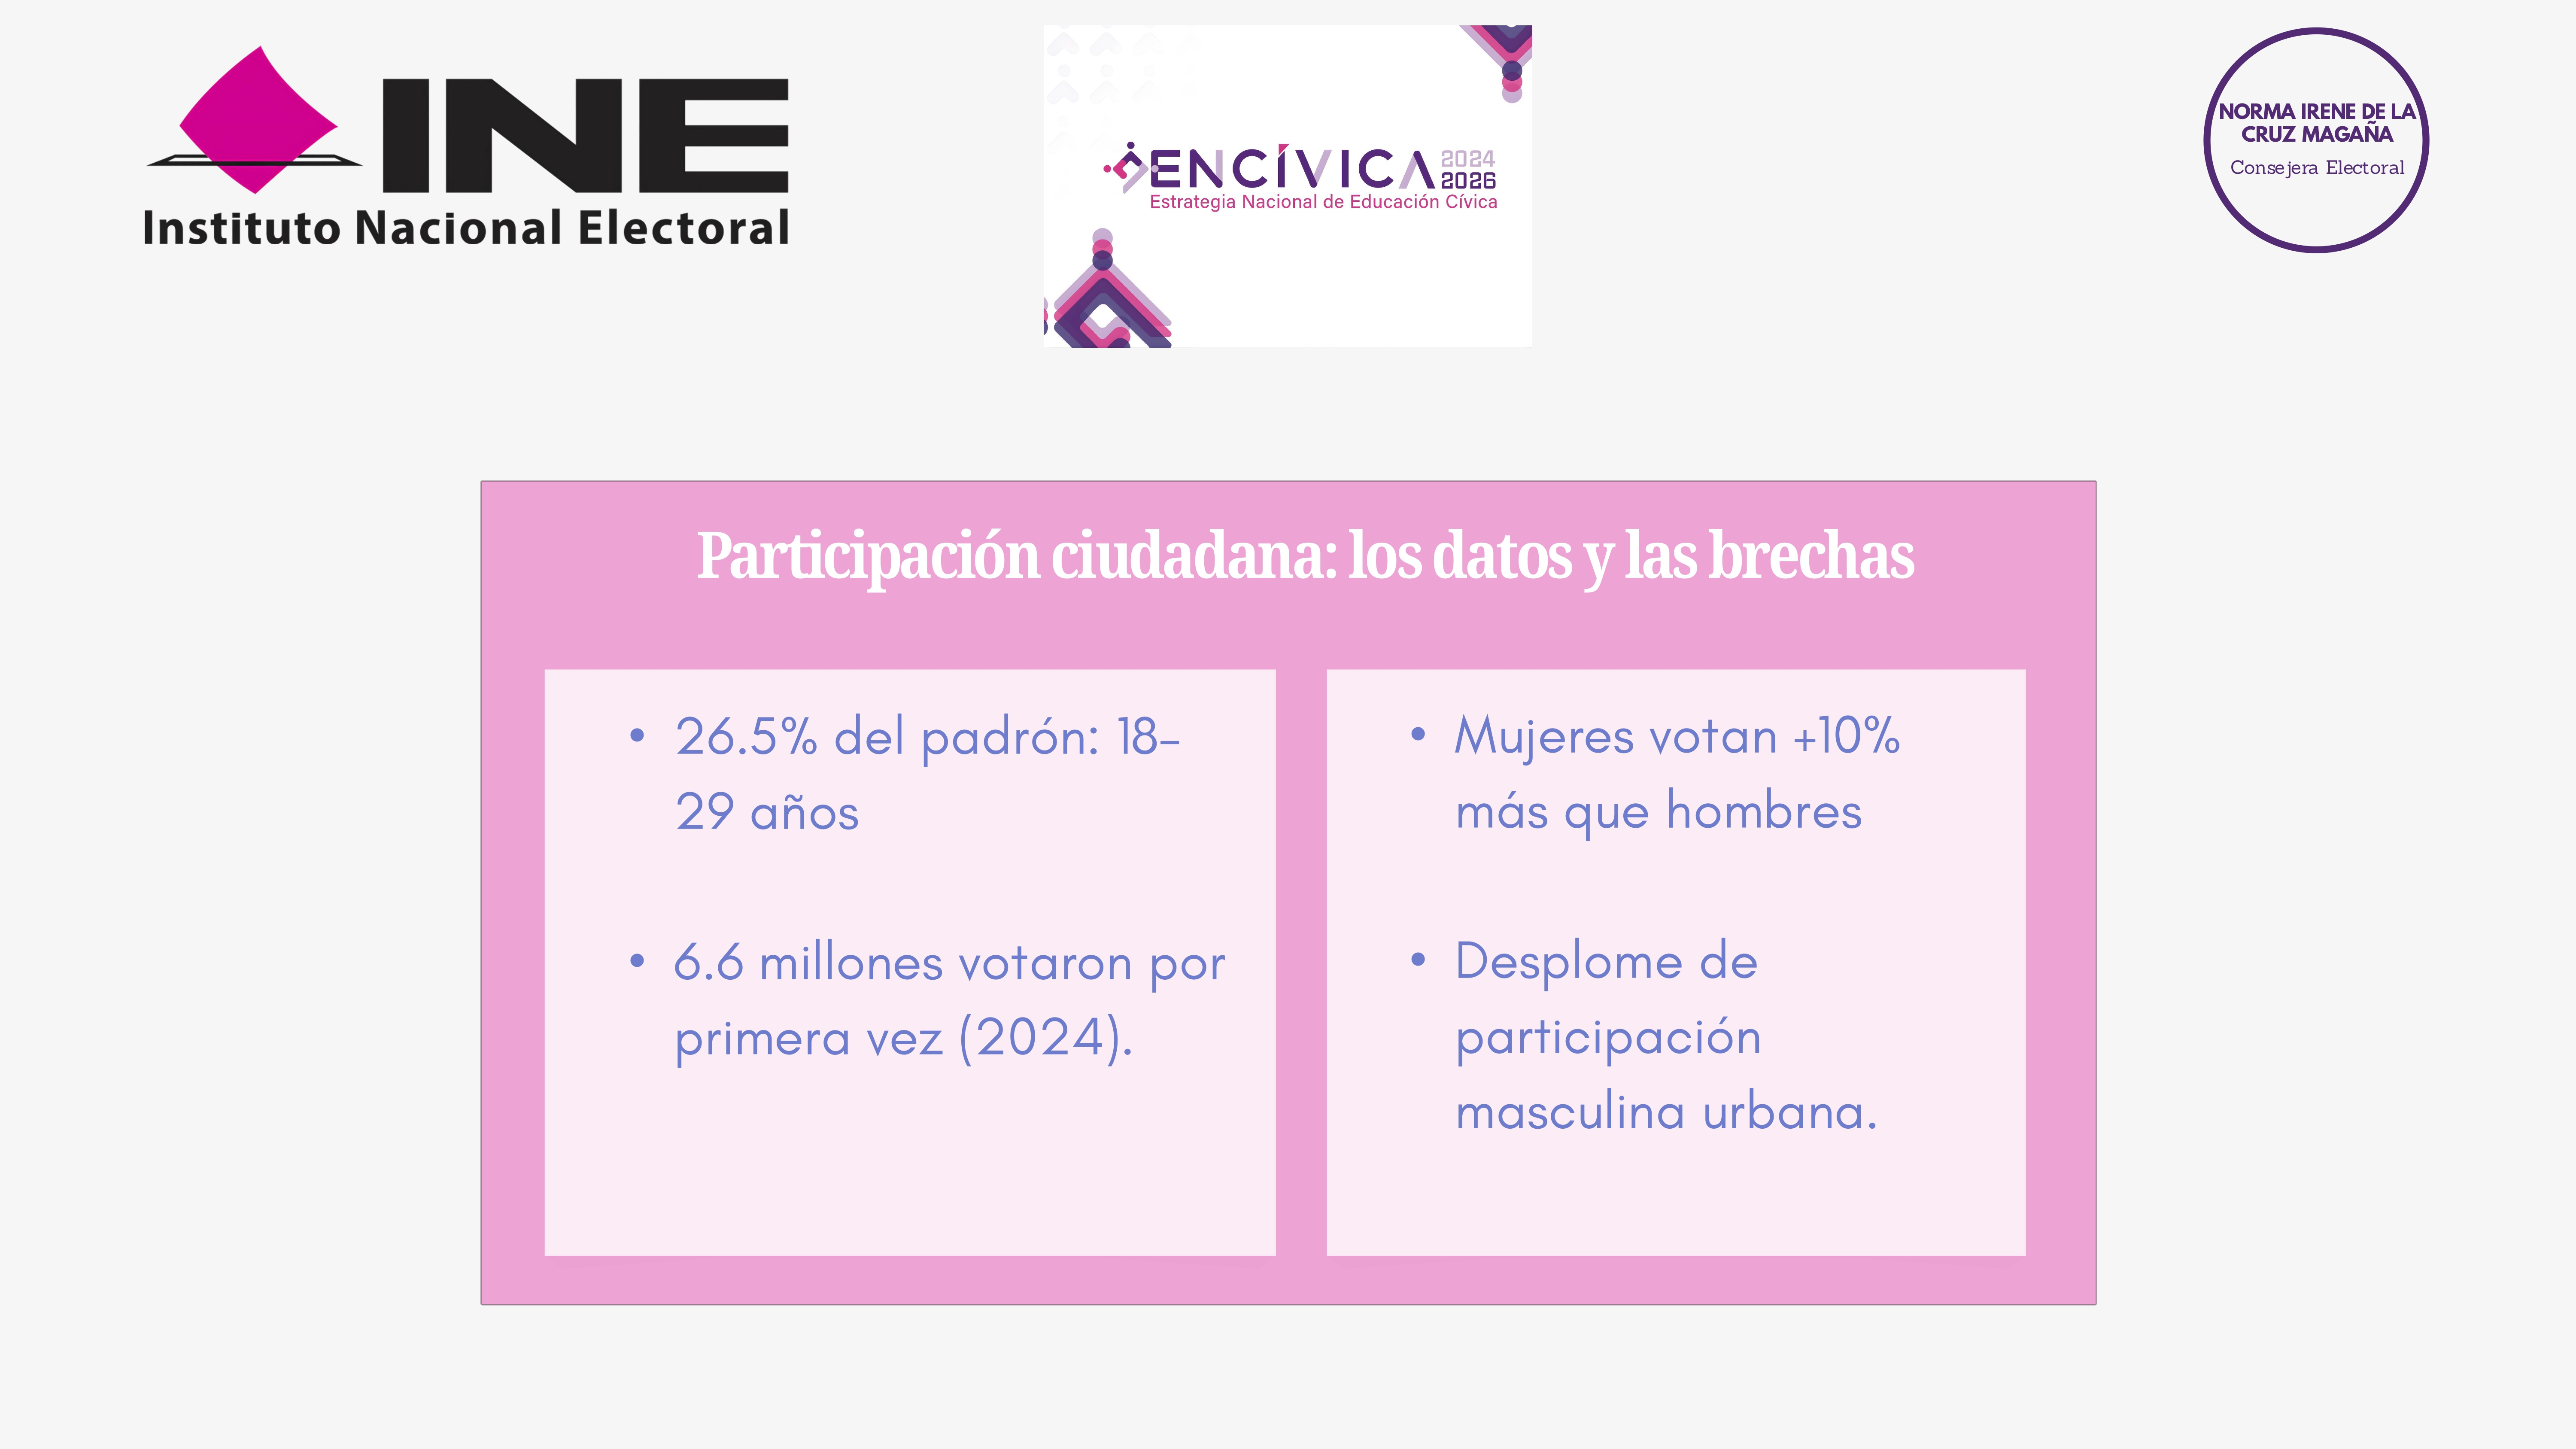 INE
Instituto Nacional Electoral
ENCÍVICA 2024
2026
Estrategia Nacional de Educación Cívica
NORMA IRENE DE LA
CRUZ MAGAÑA
Consejera Electoral
Participación ciudadana: los datos y las brechas
• 26.5% del padrón: 18–
29 años
• 6.6 millones votaron por
primera vez (2024).
• Mujeres votan +10%
más que hombres
• Desplome de
participación
masculina urbana.